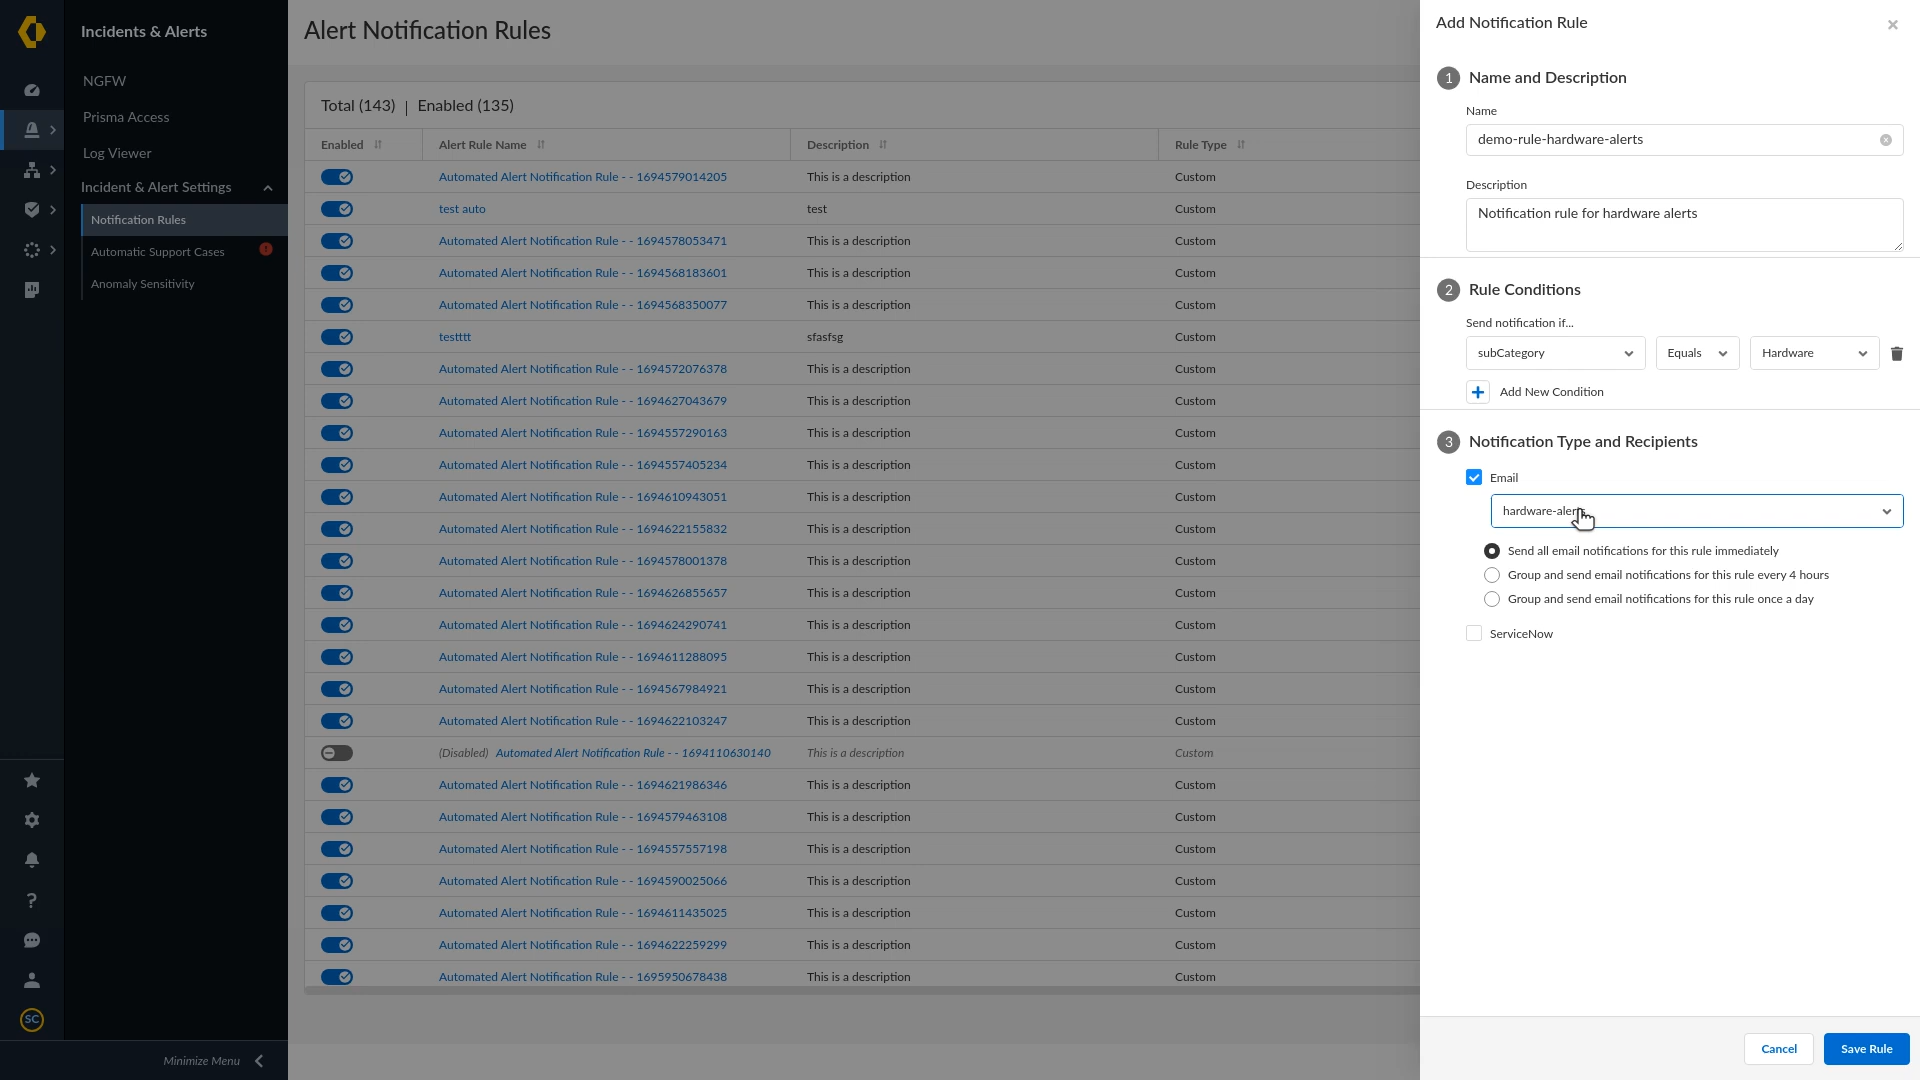 Incidents & Alerts
NGFW
Prisma Access
Log Viewer
Incident & Alert Settings
Notification Rules
Automatic Support Cases
Anomaly Sensitivity
SC
Minimize Menu
Alert Notification Rules
Total (143) | Enabled (135)
Enabled Alert Rule Name Description Rule Type
Automated Alert Notification Rule - - 1694579014205 This is a description Custom
test auto test Custom
Automated Alert Notification Rule - - 1694578053471 This is a description Custom
Automated Alert Notification Rule - - 1694568183601 This is a description Custom
Automated Alert Notification Rule - - 1694568350077 This is a description Custom
testttt sfasfsg Custom
Automated Alert Notification Rule - - 1694572076378 This is a description Custom
Automated Alert Notification Rule - - 1694627043679 This is a description Custom
Automated Alert Notification Rule - - 1694557290163 This is a description Custom
Automated Alert Notification Rule - - 1694557405234 This is a description Custom
Automated Alert Notification Rule - - 1694610943051 This is a description Custom
Automated Alert Notification Rule - - 1694622155832 This is a description Custom
Automated Alert Notification Rule - - 1694578001378 This is a description Custom
Automated Alert Notification Rule - - 1694626855657 This is a description Custom
Automated Alert Notification Rule - - 1694624290741 This is a description Custom
Automated Alert Notification Rule - - 1694611288095 This is a description Custom
Automated Alert Notification Rule - - 1694567984921 This is a description Custom
Automated Alert Notification Rule - - 1694622103247 This is a description Custom
(Disabled) Automated Alert Notification Rule - - 1694110630140 This is a description Custom
Automated Alert Notification Rule - - 1694621986346 This is a description Custom
Automated Alert Notification Rule - - 1694579463108 This is a description Custom
Automated Alert Notification Rule - - 1694557557198 This is a description Custom
Automated Alert Notification Rule - - 1694590025066 This is a description Custom
Automated Alert Notification Rule - - 1694611435025 This is a description Custom
Automated Alert Notification Rule - - 1694622259299 This is a description Custom
Automated Alert Notification Rule - - 1695950678438 This is a description Custom
Add Notification Rule
1 Name and Description
Name
demo-rule-hardware-alerts
Description
Notification rule for hardware alerts
2 Rule Conditions
Send notification if...
subCategory Equals Hardware
Add New Condition
3 Notification Type and Recipients
Email
hardware-alerts
Send all email notifications for this rule immediately
Group and send email notifications for this rule every 4 hours
Group and send email notifications for this rule once a day
ServiceNow
Cancel Save Rule